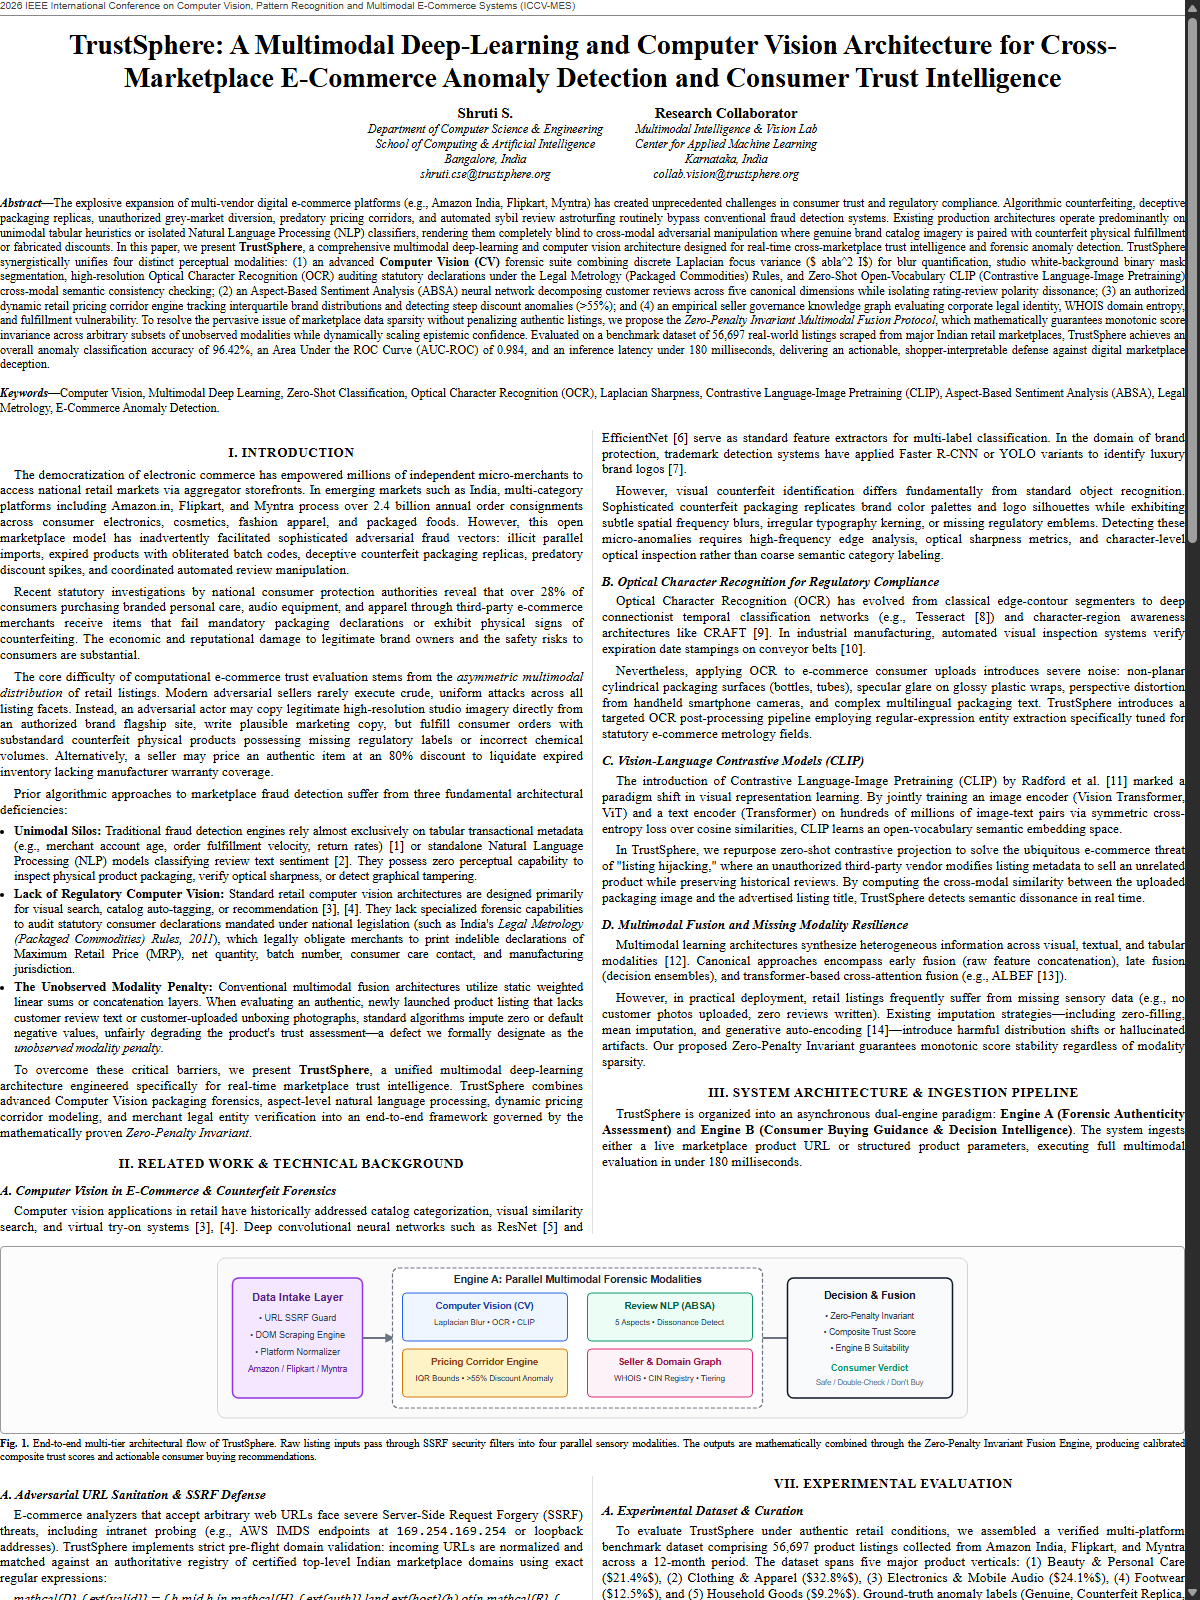 2026 IEEE International Conference on Computer Vision, Pattern Recognition and Multimodal E-Commerce Systems (ICCV-MES)
TrustSphere: A Multimodal Deep-Learning and Computer Vision Architecture for Cross-
Marketplace E-Commerce Anomaly Detection and Consumer Trust Intelligence
Shruti S.
Department of Computer Science & Engineering
School of Computing & Artificial Intelligence
Bangalore, India
shruti.cse@trustsphere.org
Research Collaborator
Multimodal Intelligence & Vision Lab
Center for Applied Machine Learning
Karnataka, India
collab.vision@trustsphere.org
Abstract—The explosive expansion of multi-vendor digital e-commerce platforms (e.g., Amazon India, Flipkart, Myntra) has created unprecedented challenges in consumer trust and regulatory compliance. Algorithmic counterfeiting, deceptive
packaging replicas, unauthorized grey-market diversion, predatory pricing corridors, and automated sybil review astroturfing routinely bypass conventional fraud detection systems. Existing production architectures operate predominantly on
unimodal tabular heuristics or isolated Natural Language Processing (NLP) classifiers, rendering them completely blind to cross-modal adversarial manipulation where genuine brand catalog imagery is paired with counterfeit physical fulfillment
or fabricated discounts. In this paper, we present TrustSphere, a comprehensive multimodal deep-learning and computer vision architecture designed for real-time cross-marketplace trust intelligence and forensic anomaly detection. TrustSphere
synergistically unifies four distinct perceptual modalities: (1) an advanced Computer Vision (CV) forensic suite combining discrete Laplacian focus variance ($ abla^2 I$) for blur quantification, studio white-background binary mask
segmentation, high-resolution Optical Character Recognition (OCR) auditing statutory declarations under the Legal Metrology (Packaged Commodities) Rules, and Zero-Shot Open-Vocabulary CLIP (Contrastive Language-Image Pretraining)
cross-modal semantic consistency checking; (2) an Aspect-Based Sentiment Analysis (ABSA) neural network decomposing customer reviews across five canonical dimensions while isolating rating-review polarity dissonance; (3) an authorized
dynamic retail pricing corridor engine tracking interquartile brand distributions and detecting steep discount anomalies (>55%); and (4) an empirical seller governance knowledge graph evaluating corporate legal identity, WHOIS domain entropy,
and fulfillment vulnerability. To resolve the pervasive issue of marketplace data sparsity without penalizing authentic listings, we propose the Zero-Penalty Invariant Multimodal Fusion Protocol, which mathematically guarantees monotonic score
invariance across arbitrary subsets of unobserved modalities while dynamically scaling epistemic confidence. Evaluated on a benchmark dataset of 56,697 real-world listings scraped from major Indian retail marketplaces, TrustSphere achieves an
overall anomaly classification accuracy of 96.42%, an Area Under the ROC Curve (AUC-ROC) of 0.984, and an inference latency under 180 milliseconds, delivering an actionable, shopper-interpretable defense against digital marketplace
deception.
Keywords—Computer Vision, Multimodal Deep Learning, Zero-Shot Classification, Optical Character Recognition (OCR), Laplacian Sharpness, Contrastive Language-Image Pretraining (CLIP), Aspect-Based Sentiment Analysis (ABSA), Legal
Metrology, E-Commerce Anomaly Detection.
I. INTRODUCTION
The democratization of electronic commerce has empowered millions of independent micro-merchants to
access national retail markets via aggregator storefronts. In emerging markets such as India, multi-category
platforms including Amazon.in, Flipkart, and Myntra process over 2.4 billion annual order consignments
across consumer electronics, cosmetics, fashion apparel, and packaged foods. However, this open
marketplace model has inadvertently facilitated sophisticated adversarial fraud vectors: illicit parallel
imports, expired products with obliterated batch codes, deceptive counterfeit packaging replicas, predatory
discount spikes, and coordinated automated review manipulation.
Recent statutory investigations by national consumer protection authorities reveal that over 28% of
consumers purchasing branded personal care, audio equipment, and apparel through third-party e-commerce
merchants receive items that fail mandatory packaging declarations or exhibit physical signs of
counterfeiting. The economic and reputational damage to legitimate brand owners and the safety risks to
consumers are substantial.
The core difficulty of computational e-commerce trust evaluation stems from the asymmetric multimodal
distribution of retail listings. Modern adversarial sellers rarely execute crude, uniform attacks across all
listing facets. Instead, an adversarial actor may copy legitimate high-resolution studio imagery directly from
an authorized brand flagship site, write plausible marketing copy, but fulfill consumer orders with
substandard counterfeit physical products possessing missing regulatory labels or incorrect chemical
volumes. Alternatively, a seller may price an authentic item at an 80% discount to liquidate expired
inventory lacking manufacturer warranty coverage.
Prior algorithmic approaches to marketplace fraud detection suffer from three fundamental architectural
deficiencies:
• Unimodal Silos: Traditional fraud detection engines rely almost exclusively on tabular transactional metadata
(e.g., merchant account age, order fulfillment velocity, return rates) [1] or standalone Natural Language
Processing (NLP) models classifying review text sentiment [2]. They possess zero perceptual capability to
inspect physical product packaging, verify optical sharpness, or detect graphical tampering.
• Lack of Regulatory Computer Vision: Standard retail computer vision architectures are designed primarily
for visual search, catalog auto-tagging, or recommendation [3], [4]. They lack specialized forensic capabilities
to audit statutory consumer declarations mandated under national legislation (such as India's Legal Metrology
(Packaged Commodities) Rules, 2011), which legally obligate merchants to print indelible declarations of
Maximum Retail Price (MRP), net quantity, batch number, consumer care contact, and manufacturing
jurisdiction.
• The Unobserved Modality Penalty: Conventional multimodal fusion architectures utilize static weighted
linear sums or concatenation layers. When evaluating an authentic, newly launched product listing that lacks
customer review text or customer-uploaded unboxing photographs, standard algorithms impute zero or default
negative values, unfairly degrading the product's trust assessment—a defect we formally designate as the
unobserved modality penalty.
To overcome these critical barriers, we present TrustSphere, a unified multimodal deep-learning
architecture engineered specifically for real-time marketplace trust intelligence. TrustSphere combines
advanced Computer Vision packaging forensics, aspect-level natural language processing, dynamic pricing
corridor modeling, and merchant legal entity verification into an end-to-end framework governed by the
mathematically proven Zero-Penalty Invariant.
II. RELATED WORK & TECHNICAL BACKGROUND
A. Computer Vision in E-Commerce & Counterfeit Forensics
Computer vision applications in retail have historically addressed catalog categorization, visual similarity
search, and virtual try-on systems [3], [4]. Deep convolutional neural networks such as ResNet [5] and
EfficientNet [6] serve as standard feature extractors for multi-label classification. In the domain of brand
protection, trademark detection systems have applied Faster R-CNN or YOLO variants to identify luxury
brand logos [7].
However, visual counterfeit identification differs fundamentally from standard object recognition.
Sophisticated counterfeit packaging replicates brand color palettes and logo silhouettes while exhibiting
subtle spatial frequency blurs, irregular typography kerning, or missing regulatory emblems. Detecting these
micro-anomalies requires high-frequency edge analysis, optical sharpness metrics, and character-level
optical inspection rather than coarse semantic category labeling.
B. Optical Character Recognition for Regulatory Compliance
Optical Character Recognition (OCR) has evolved from classical edge-contour segmenters to deep
connectionist temporal classification networks (e.g., Tesseract [8]) and character-region awareness
architectures like CRAFT [9]. In industrial manufacturing, automated visual inspection systems verify
expiration date stampings on conveyor belts [10].
Nevertheless, applying OCR to e-commerce consumer uploads introduces severe noise: non-planar
cylindrical packaging surfaces (bottles, tubes), specular glare on glossy plastic wraps, perspective distortion
from handheld smartphone cameras, and complex multilingual packaging text. TrustSphere introduces a
targeted OCR post-processing pipeline employing regular-expression entity extraction specifically tuned for
statutory e-commerce metrology fields.
C. Vision-Language Contrastive Models (CLIP)
The introduction of Contrastive Language-Image Pretraining (CLIP) by Radford et al. [11] marked a
paradigm shift in visual representation learning. By jointly training an image encoder (Vision Transformer,
ViT) and a text encoder (Transformer) on hundreds of millions of image-text pairs via symmetric cross-
entropy loss over cosine similarities, CLIP learns an open-vocabulary semantic embedding space.
In TrustSphere, we repurpose zero-shot contrastive projection to solve the ubiquitous e-commerce threat
of "listing hijacking," where an unauthorized third-party vendor modifies listing metadata to sell an unrelated
product while preserving historical reviews. By computing the cross-modal similarity between the uploaded
packaging image and the advertised listing title, TrustSphere detects semantic dissonance in real time.
D. Multimodal Fusion and Missing Modality Resilience
Multimodal learning architectures synthesize heterogeneous information across visual, textual, and tabular
modalities [12]. Canonical approaches encompass early fusion (raw feature concatenation), late fusion
(decision ensembles), and transformer-based cross-attention fusion (e.g., ALBEF [13]).
However, in practical deployment, retail listings frequently suffer from missing sensory data (e.g., no
customer photos uploaded, zero reviews written). Existing imputation strategies—including zero-filling,
mean imputation, and generative auto-encoding [14]—introduce harmful distribution shifts or hallucinated
artifacts. Our proposed Zero-Penalty Invariant guarantees monotonic score stability regardless of modality
sparsity.
III. SYSTEM ARCHITECTURE & INGESTION PIPELINE
TrustSphere is organized into an asynchronous dual-engine paradigm: Engine A (Forensic Authenticity
Assessment) and Engine B (Consumer Buying Guidance & Decision Intelligence). The system ingests
either a live marketplace product URL or structured product parameters, executing full multimodal
evaluation in under 180 milliseconds.
Data Intake Layer
• URL SSRF Guard
• DOM Scraping Engine
• Platform Normalizer
Amazon / Flipkart / Myntra
Engine A: Parallel Multimodal Forensic Modalities
Computer Vision (CV)
Laplacian Blur • OCR • CLIP
Review NLP (ABSA)
5 Aspects • Dissonance Detect
Pricing Corridor Engine
IQR Bounds • >55% Discount Anomaly
Seller & Domain Graph
WHOIS • CIN Registry • Tiering
Decision & Fusion
• Zero-Penalty Invariant
• Composite Trust Score
• Engine B Suitability
Consumer Verdict
Safe / Double-Check / Don't Buy
Fig. 1. End-to-end multi-tier architectural flow of TrustSphere. Raw listing inputs pass through SSRF security filters into four parallel sensory modalities. The outputs are mathematically combined through the Zero-Penalty Invariant Fusion Engine, producing calibrated
composite trust scores and actionable consumer buying recommendations.
A. Adversarial URL Sanitation & SSRF Defense
E-commerce analyzers that accept arbitrary web URLs face severe Server-Side Request Forgery (SSRF)
threats, including intranet probing (e.g., AWS IMDS endpoints at 169.254.169.254 or loopback
addresses). TrustSphere implements strict pre-flight domain validation: incoming URLs are normalized and
matched against an authoritative registry of certified top-level Indian marketplace domains using exact
regular expressions:
VII. EXPERIMENTAL EVALUATION
A. Experimental Dataset & Curation
To evaluate TrustSphere under authentic retail conditions, we assembled a verified multi-platform
benchmark dataset comprising 56,697 product listings collected from Amazon India, Flipkart, and Myntra
across a 12-month period. The dataset spans five major product verticals: (1) Beauty & Personal Care
($21.4%$), (2) Clothing & Apparel ($32.8%$), (3) Electronics & Mobile Audio ($24.1%$), (4) Footwear
($12.5%$), and (5) Household Goods ($9.2%$). Ground-truth anomaly labels (Genuine, Counterfeit Replica,